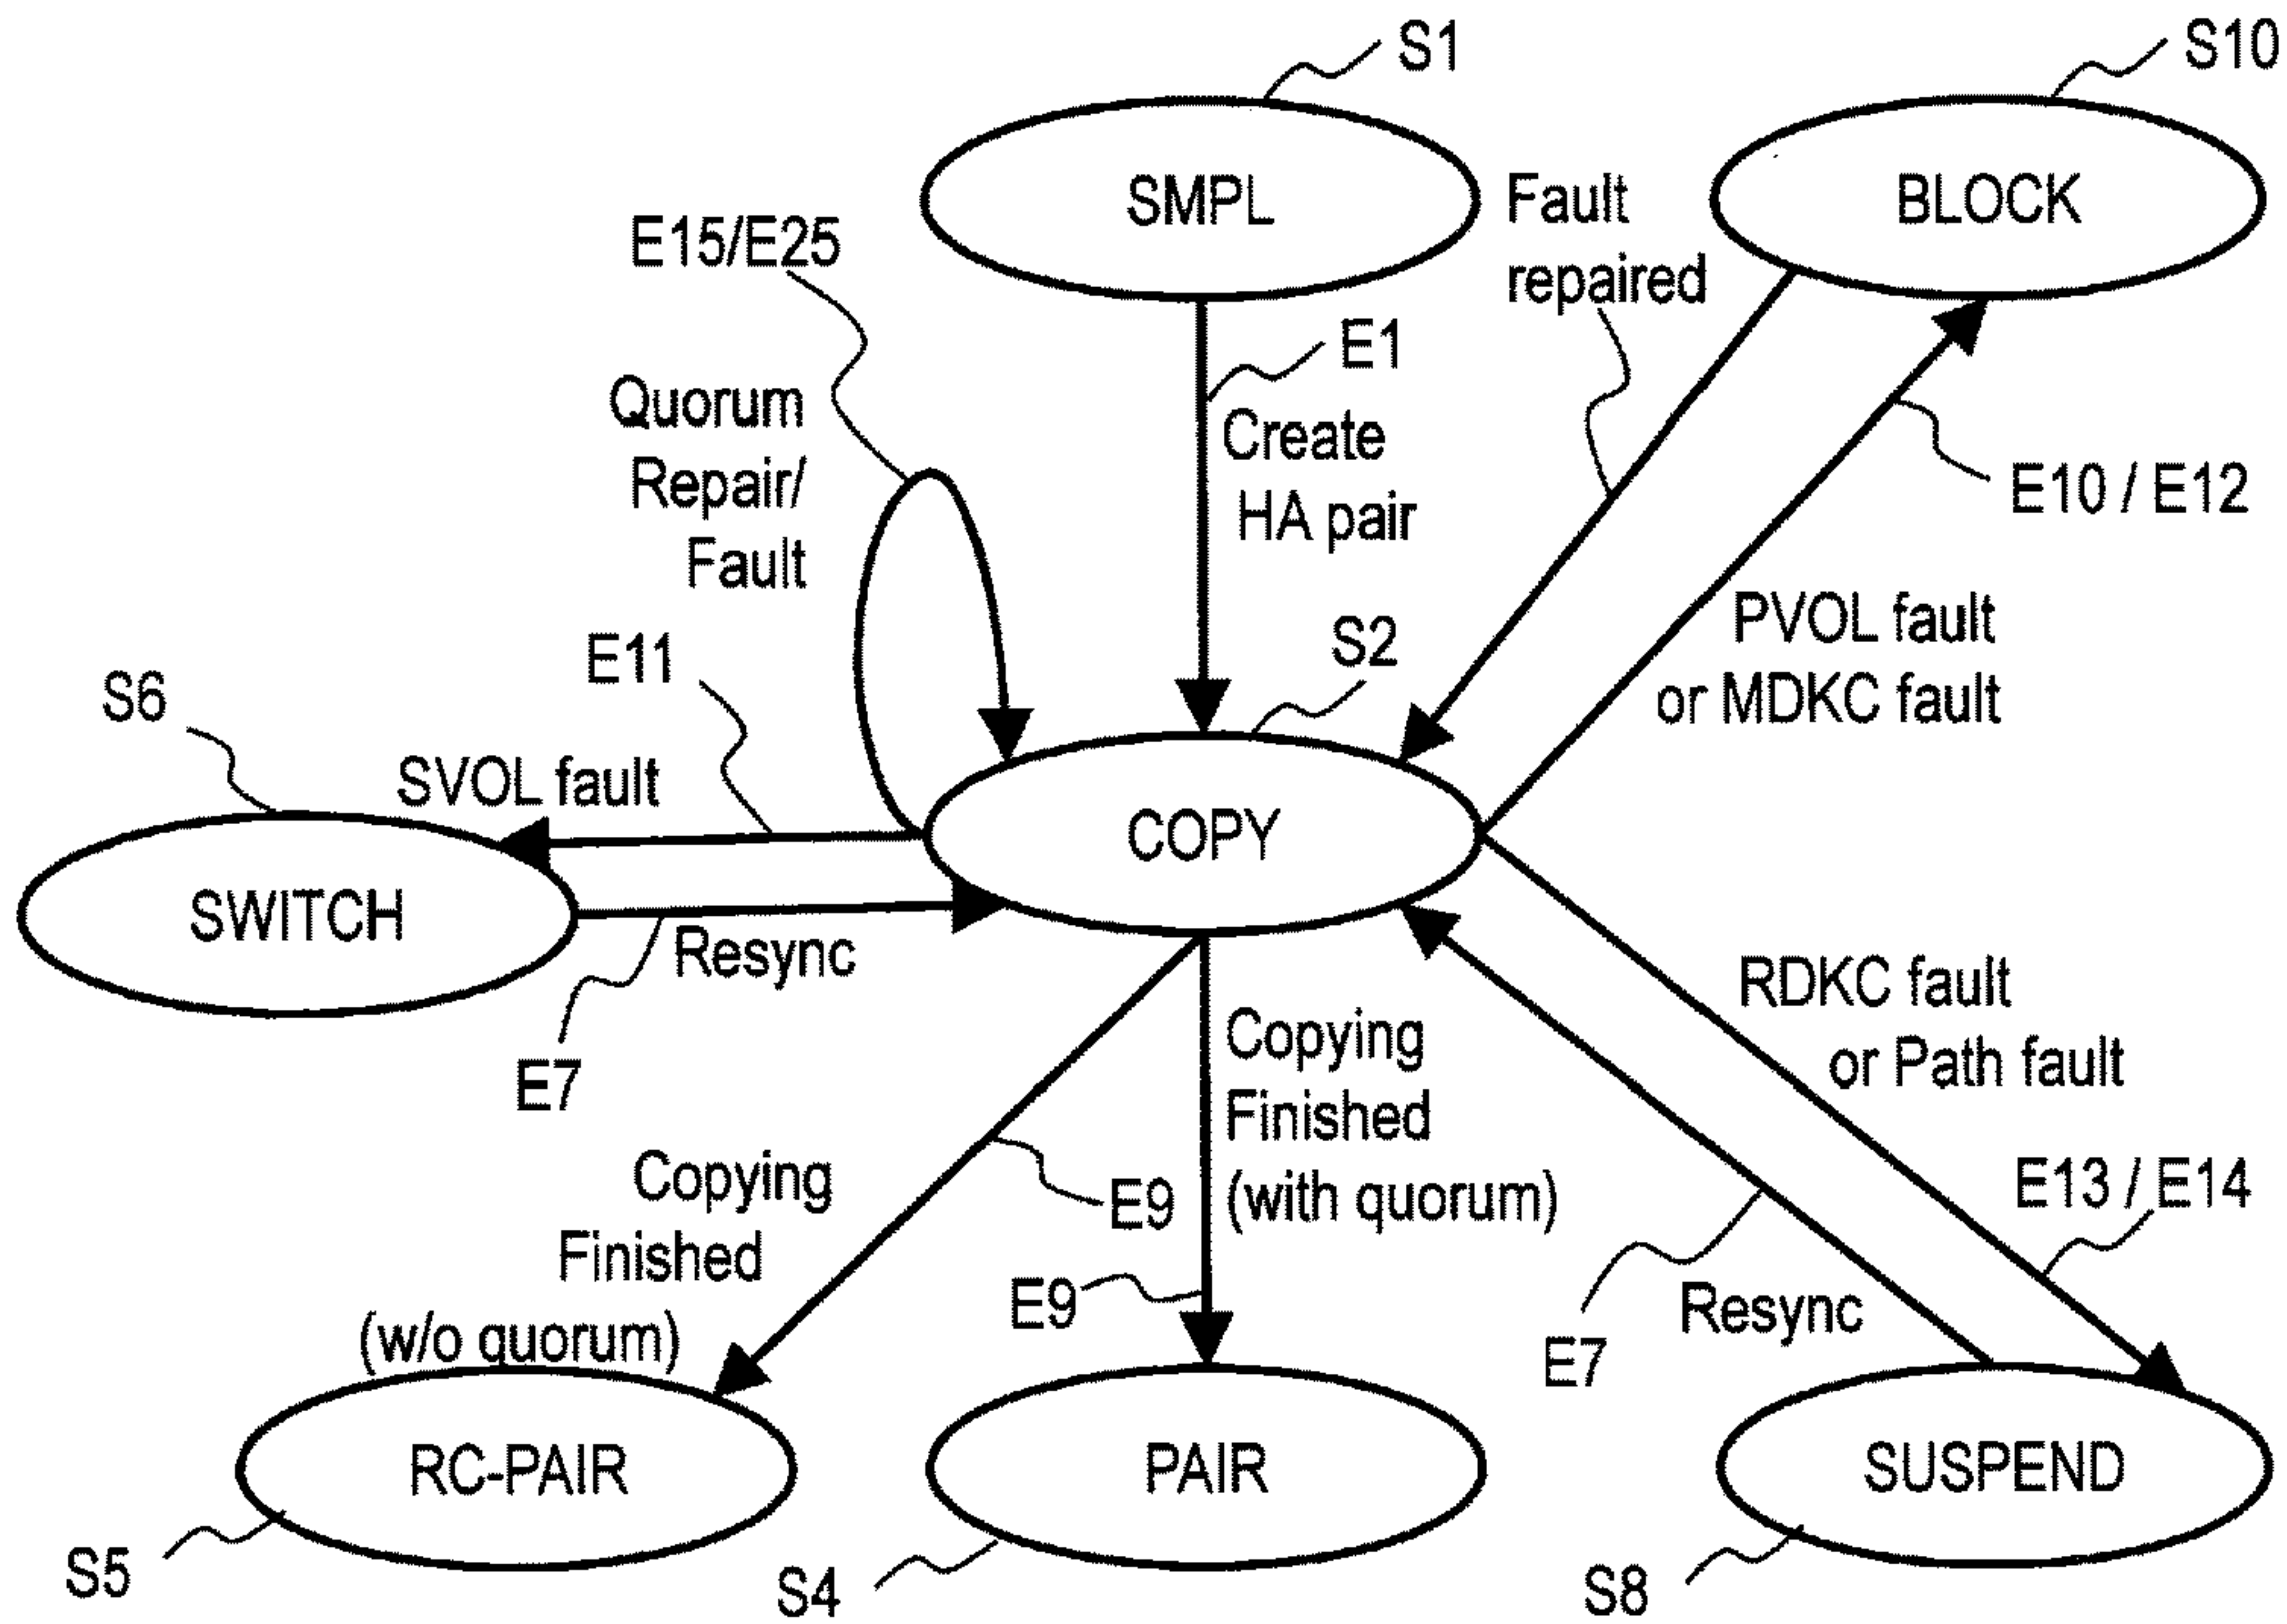 S1
S10
SMPL
BLOCK
Fault
repaired
E15/E25
E1
Quorum
Repair/
Fault
Create
HA pair
E10 / E12
PVOL fault
or MDKC fault
S2
E11
S6
SVOL fault
COPY
SWITCH
Resync
E7
RDKC fault
or Path fault
Copying
Finished
(with quorum)
Copying
Finished
(w/o quorum)
E9
E9
E13 / E14
Resync
E7
RC-PAIR
PAIR
SUSPEND
S5
S4
S8